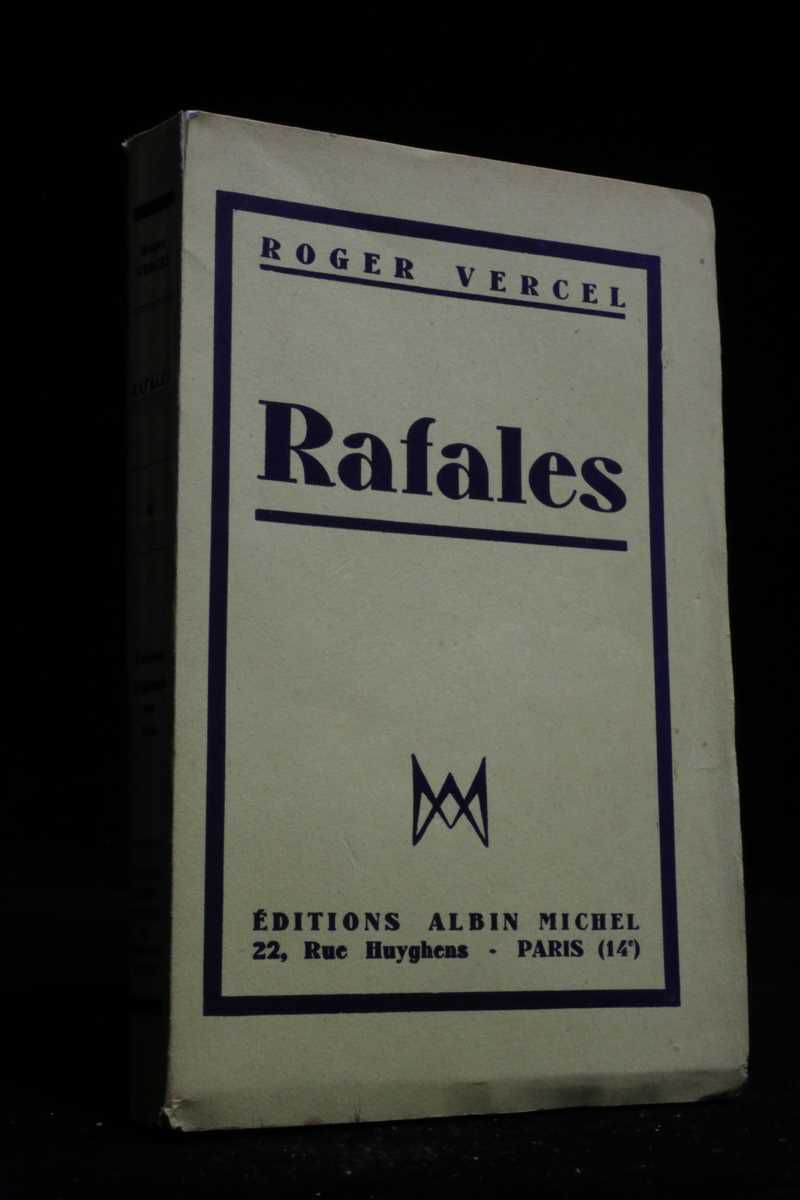 ROGER VERCEL
Rafales
ÉDITIONS ALBIN MICHEL
22, Rue Huyghens - PARIS (14e)